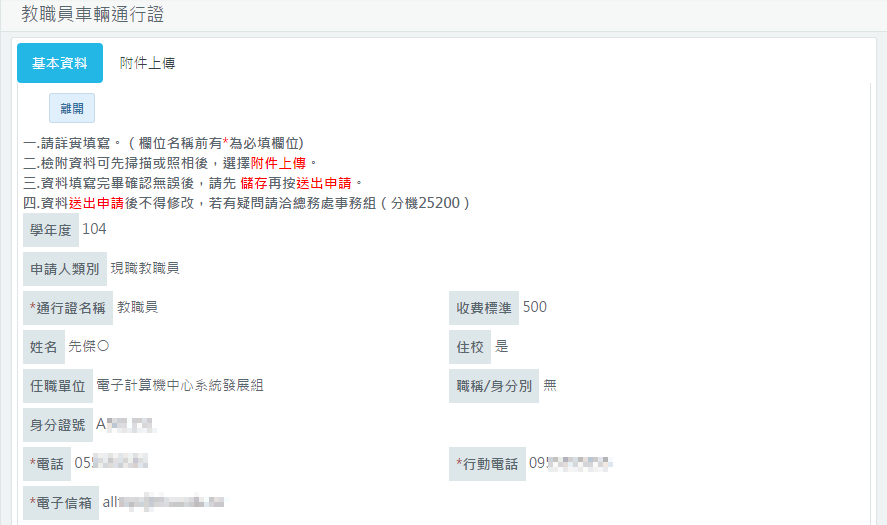 教職員車輛通行證
基本資料 附件上傳
離開
一.請詳實填寫。( 欄位名稱前有*為必填欄位)
二.檢附資料可先掃描或照相後，選擇附件上傳。
三.資料填寫完畢確認無誤後，請先 儲存再按送出申請。
四.資料送出申請後不得修改，若有疑問請洽總務處事務組 ( 分機25200 )
學年度 104
申請人類別 現職教職員
*通行證名稱 教職員 收費標準 500
姓名 先傑〇 住校 是
任職單位 電子計算機中心系統發展組 職稱/身分別 無
身分證號 A
*電話 05 *行動電話 09
*電子信箱 all